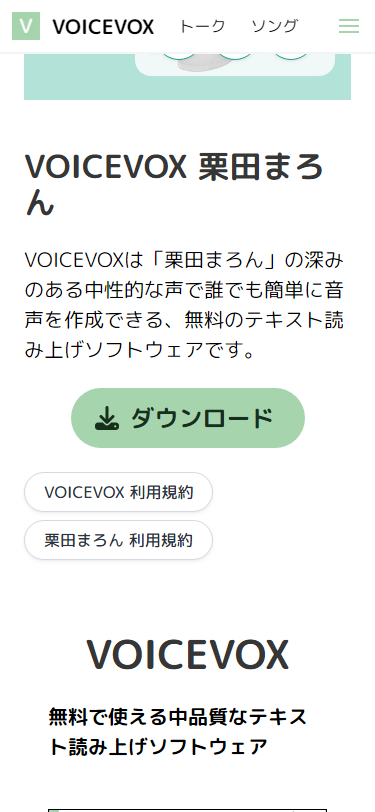 V VOICEVOX トーク ソング
VOICEVOX 栗田まろ
ん
VOICEVOXは「栗田まろん」の深み
のある中性的な声で誰でも簡単に音
声を作成できる、無料のテキスト読
み上げソフトウェアです。
ダウンロード
VOICEVOX 利用規約
栗田まろん 利用規約
VOICEVOX
無料で使える中品質なテキス
ト読み上げソフトウェア